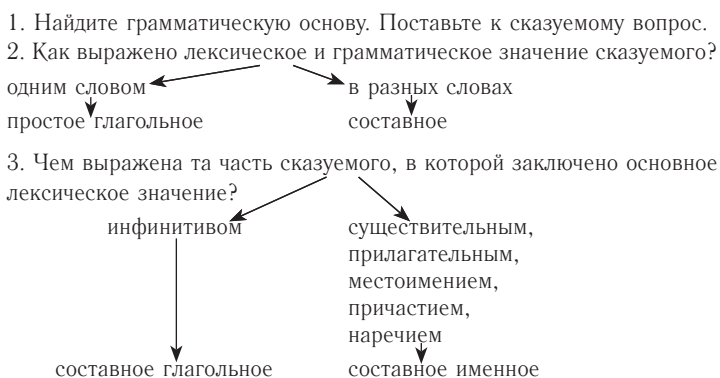 1. Найдите грамматическую основу. Поставьте к сказуемому вопрос.
2. Как выражено лексическое и грамматическое значение сказуемого?
одним словом в разных словах
простое глагольное составное
3. Чем выражена та часть сказуемого, в которой заключено основное
лексическое значение?
инфинитивом существительным,
прилагательным,
местоимением,
причастием,
наречием
составное глагольное составное именное